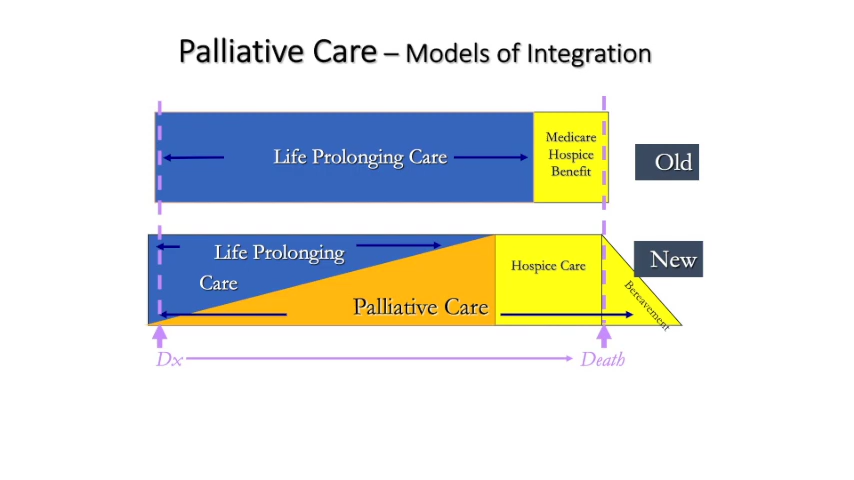 Palliative Care – Models of Integration
Life Prolonging Care
Medicare
Hospice
Benefit
Old
Life Prolonging
Care
Palliative Care
Hospice Care
New
Bereavement
Dx
Death